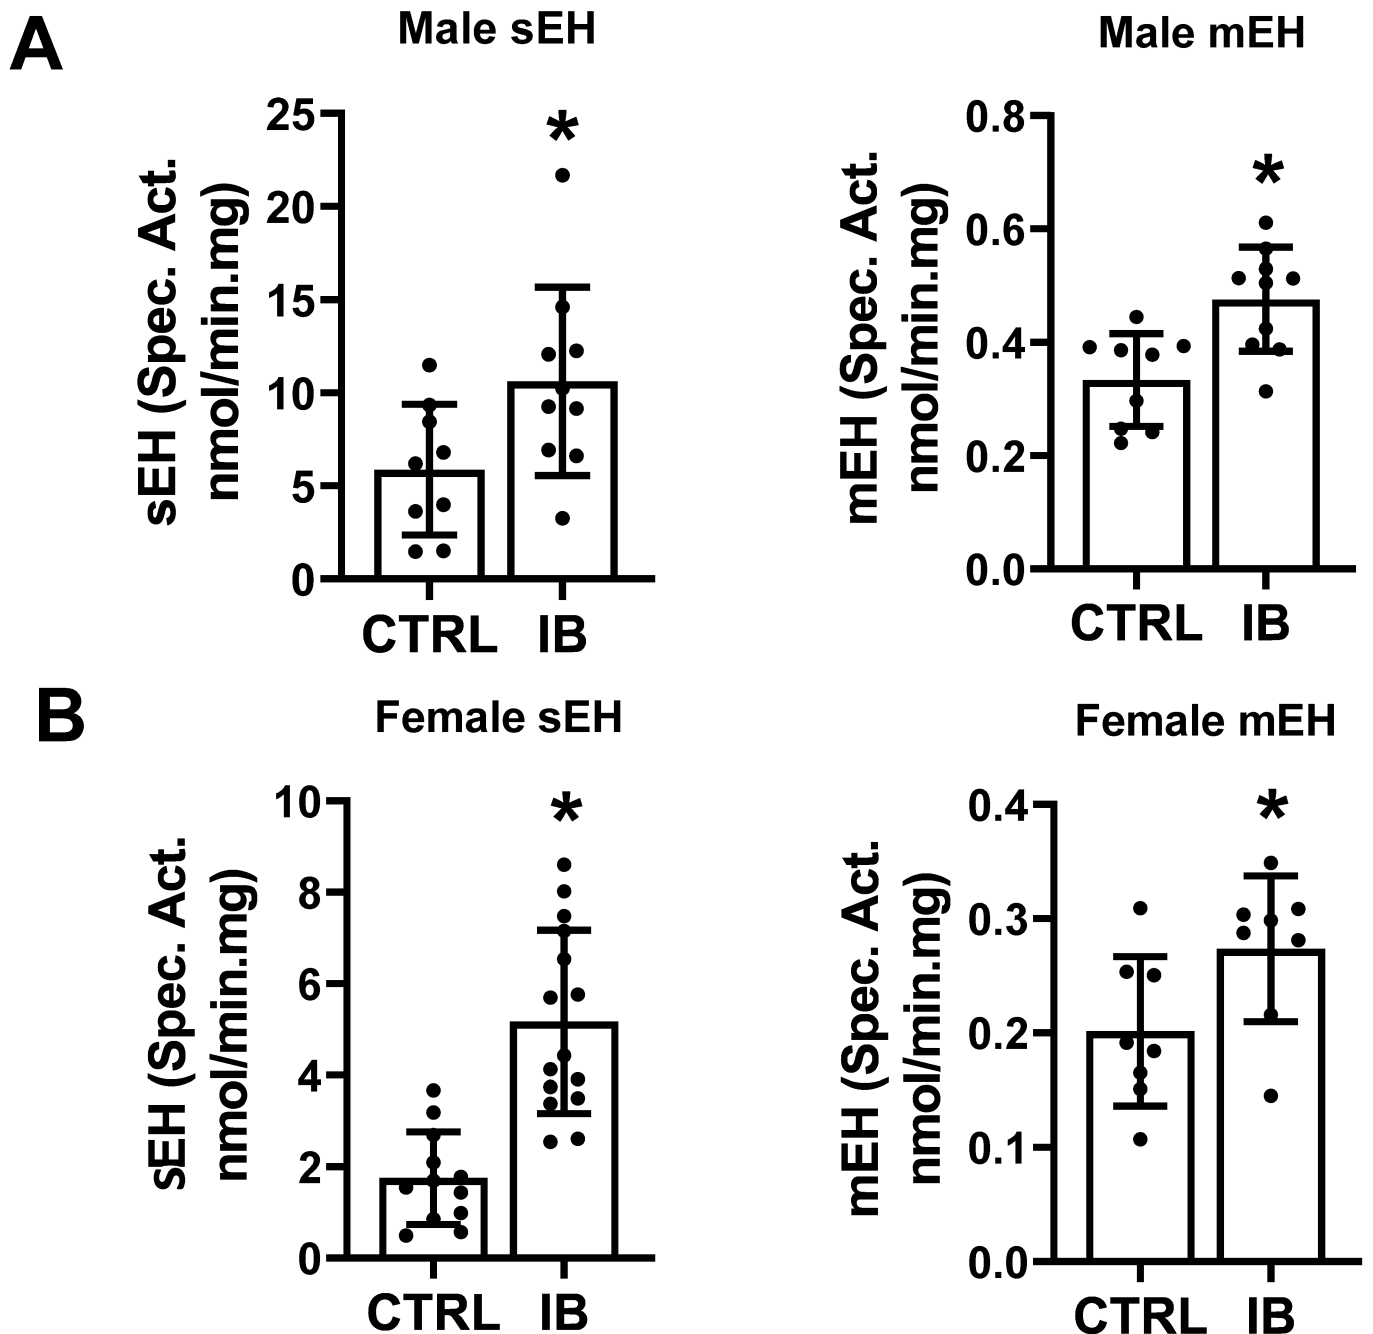 A
Male sEH
sEH (Spec. Act.
nmol/min.mg)
25
20
15
10
5
0
*
CTRL IB
Male mEH
mEH (Spec. Act.
nmol/min.mg)
0.8
0.6
0.4
0.2
0.0
*
CTRL IB
B
Female sEH
sEH (Spec. Act.
nmol/min.mg)
10
8
6
4
2
0
*
CTRL IB
Female mEH
mEH (Spec. Act.
nmol/min.mg)
0.4
0.3
0.2
0.1
0.0
*
CTRL IB